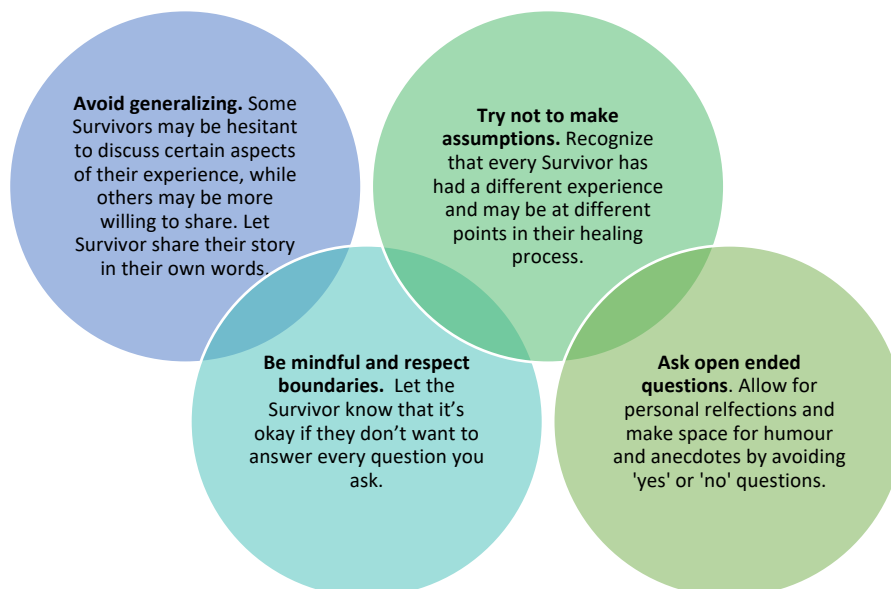 Avoid generalizing. Some
Survivors may be hesitant
to discuss certain aspects
of their experience, while
others may be more
willing to share. Let
Survivor share their story
in their own words.
Try not to make
assumptions. Recognize
that every Survivor has
had a different experience
and may be at different
points in their healing
process.
Be mindful and respect
boundaries.  Let the
Survivor know that it’s
okay if they don’t want to
answer every question you
ask.
Ask open ended
questions. Allow for
personal relfections and
make space for humour
and anecdotes by avoiding
'yes' or 'no' questions.